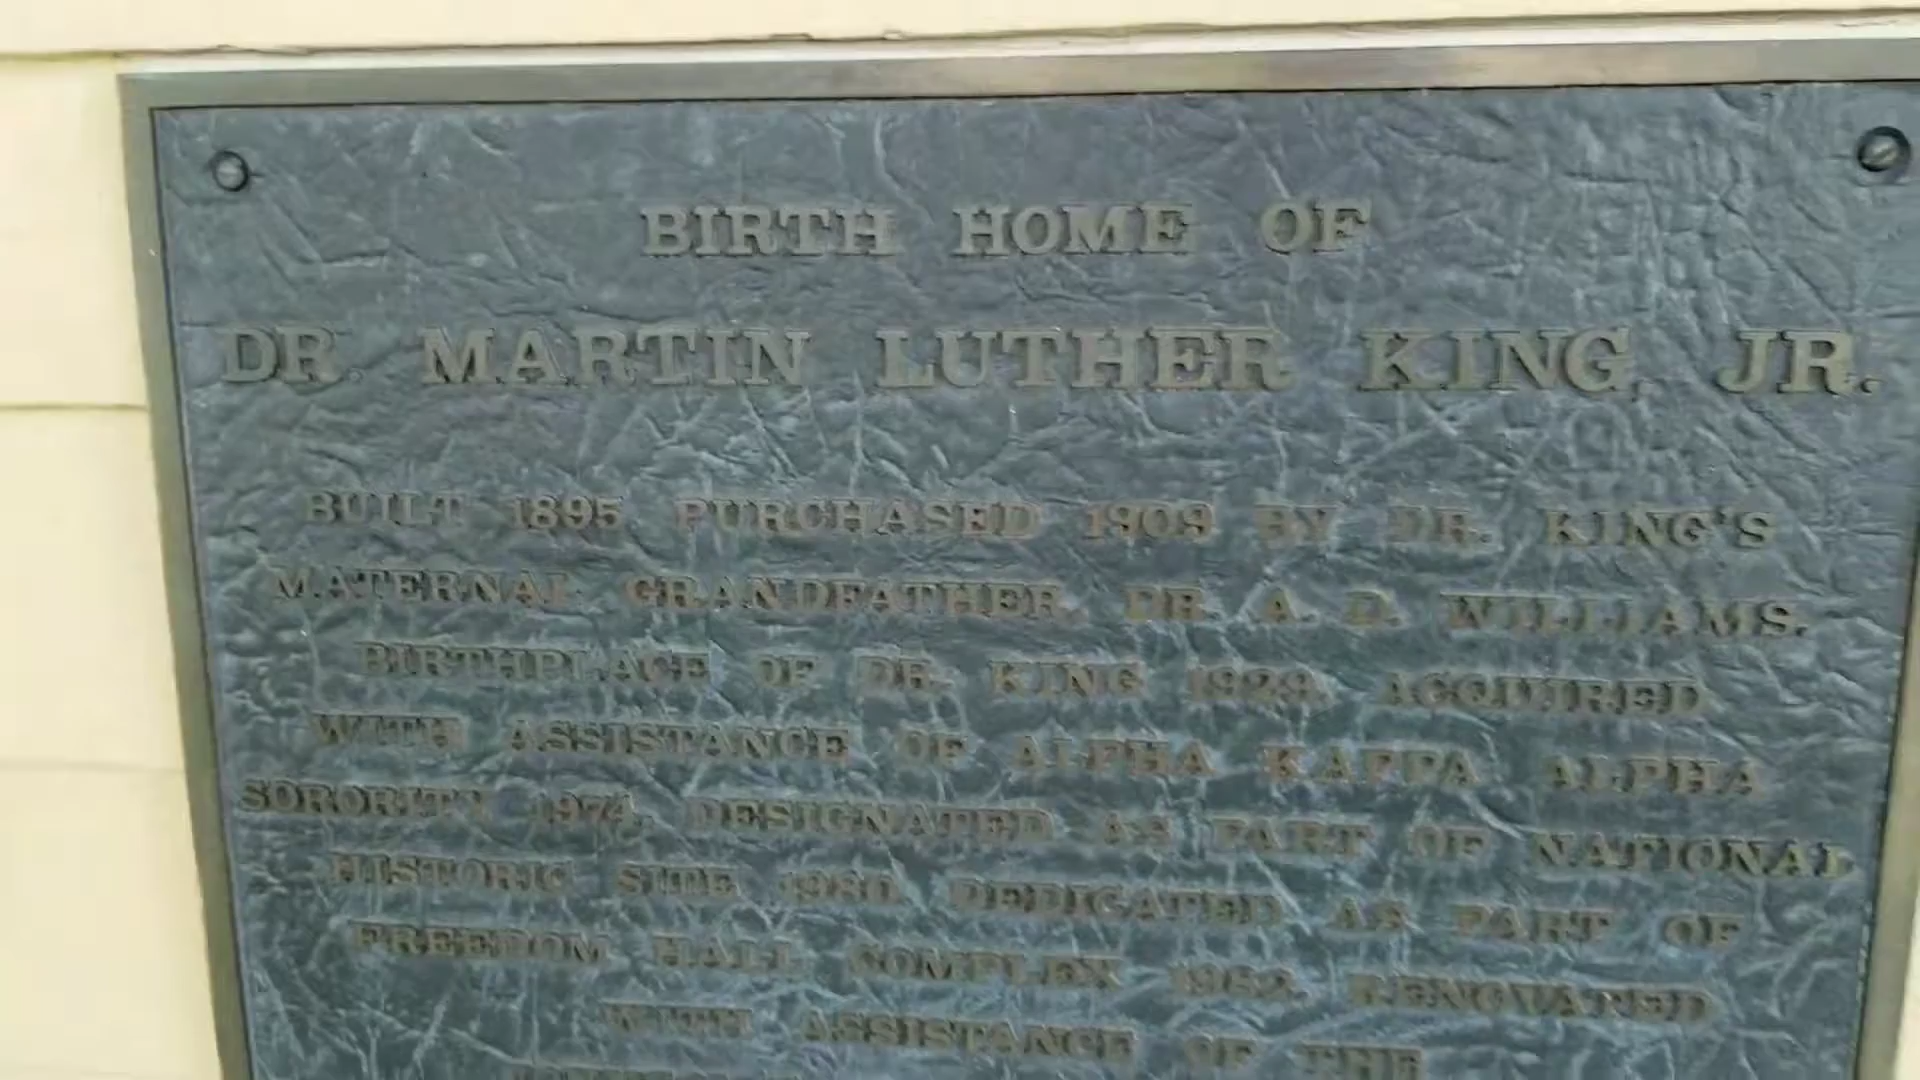 BIRTH HOME OF
DR. MARTIN LUTHER KING, JR.
BUILT 1895 PURCHASED 1909 BY DR. KING'S
MATERNAL GRANDFATHER, DR. A. D. WILLIAMS.
BIRTHPLACE OF DR. KING 1929. ACQUIRED
WITH ASSISTANCE OF ALPHA KAPPA ALPHA
SORORITY 1974. DESIGNATED AS PART OF NATIONAL
HISTORIC SITE 1980. DEDICATED AS PART OF
FREEDOM HALL COMPLEX 1982. RENOVATED
WITH ASSISTANCE OF THE